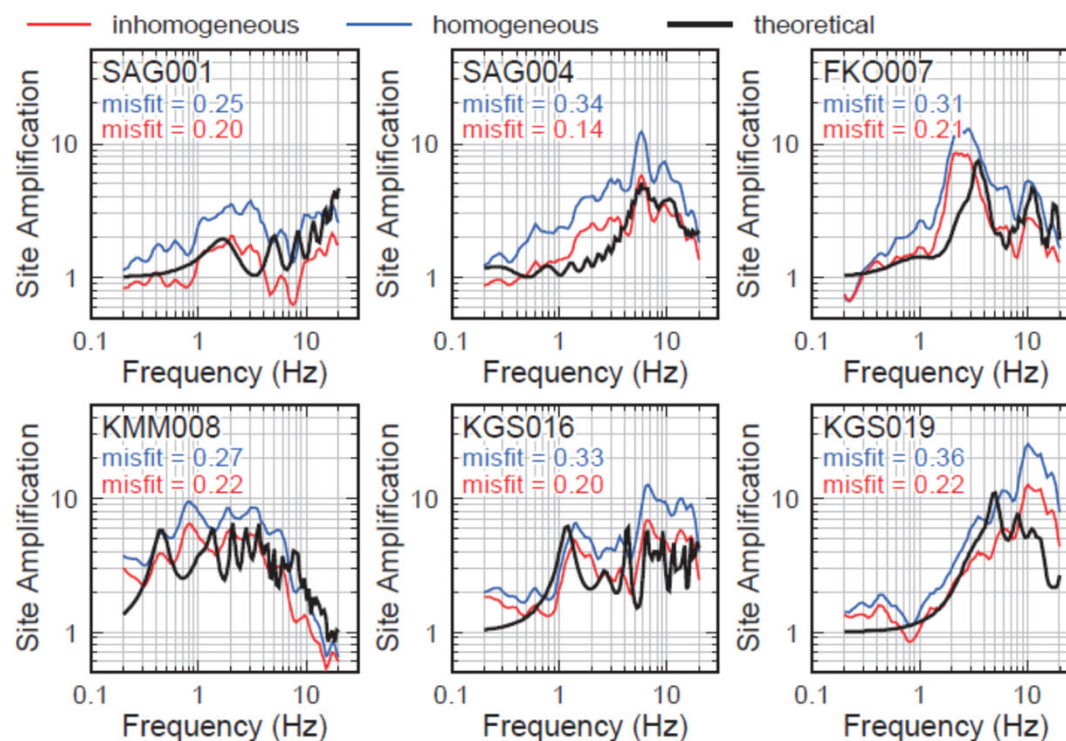 inhomogeneous homogeneous theoretical
SAG001
misfit = 0.25
misfit = 0.20
Site Amplification
10
1
0.1 1 10
Frequency (Hz)
SAG004
misfit = 0.34
misfit = 0.14
Site Amplification
10
1
0.1 1 10
Frequency (Hz)
FKO007
misfit = 0.31
misfit = 0.21
Site Amplification
10
1
0.1 1 10
Frequency (Hz)
KMM008
misfit = 0.27
misfit = 0.22
Site Amplification
10
1
0.1 1 10
Frequency (Hz)
KGS016
misfit = 0.33
misfit = 0.20
Site Amplification
10
1
0.1 1 10
Frequency (Hz)
KGS019
misfit = 0.36
misfit = 0.22
Site Amplification
10
1
0.1 1 10
Frequency (Hz)